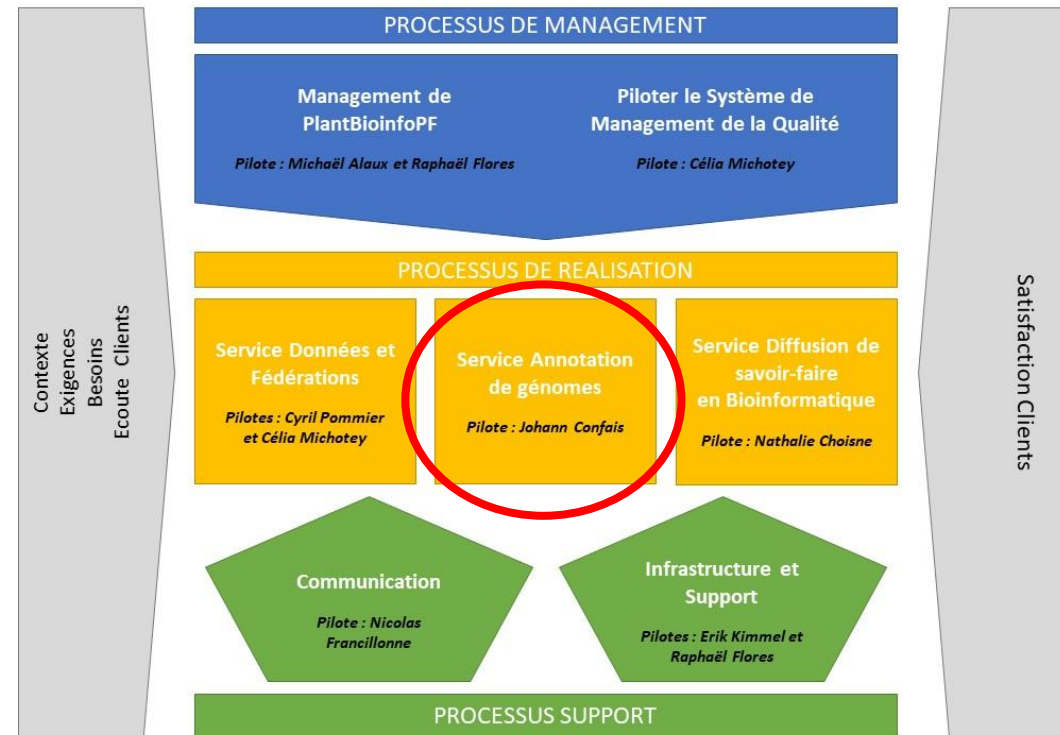 PROCESSUS DE MANAGEMENT
Management de
PlantBioinfoPF
Pilote : Michaël Alaux et Raphaël Flores
Piloter le Système de
Management de la Qualité
Pilote : Célia Michotey
Contexte
Exigences
Besoins
Ecoute Clients
PROCESSUS DE REALISATION
Service Données et
Fédérations
Pilotes : Cyril Pommier
et Célia Michotey
Service Annotation
de génomes
Pilote : Johann Confais
Service Diffusion de
savoir-faire
en Bioinformatique
Pilote : Nathalie Choisne
Satisfaction Clients
Communication
Pilote : Nicolas
Francillonne
Infrastructure et
Support
Pilotes : Erik Kimmel et
Raphaël Flores
PROCESSUS SUPPORT